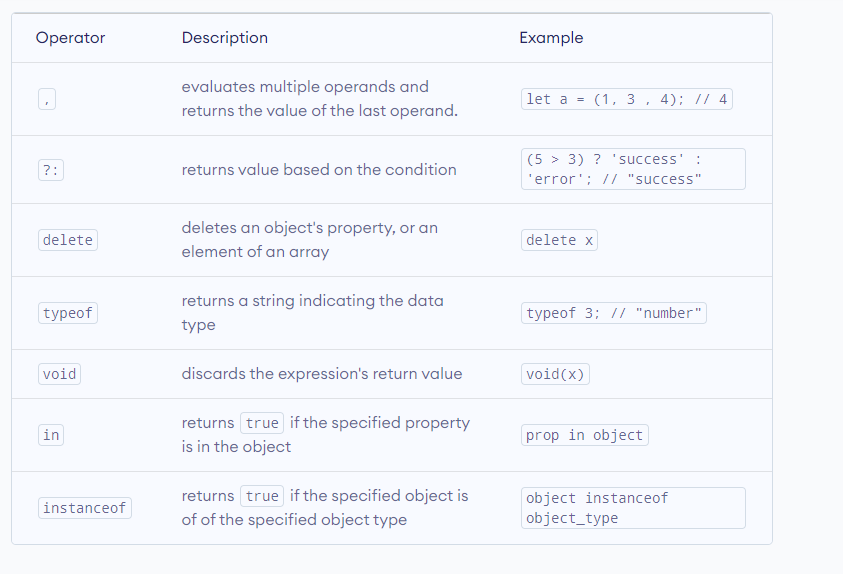 Operator Description Example
, evaluates multiple operands and
returns the value of the last operand. let a = (1, 3 , 4); // 4
?: returns value based on the condition (5 > 3) ? 'success' :
'error'; // "success"
delete deletes an object's property, or an
element of an array delete x
typeof returns a string indicating the data
type typeof 3; // "number"
void discards the expression's return value void(x)
in returns true if the specified property
is in the object prop in object
instanceof returns true if the specified object is
of of the specified object type object instanceof
object_type